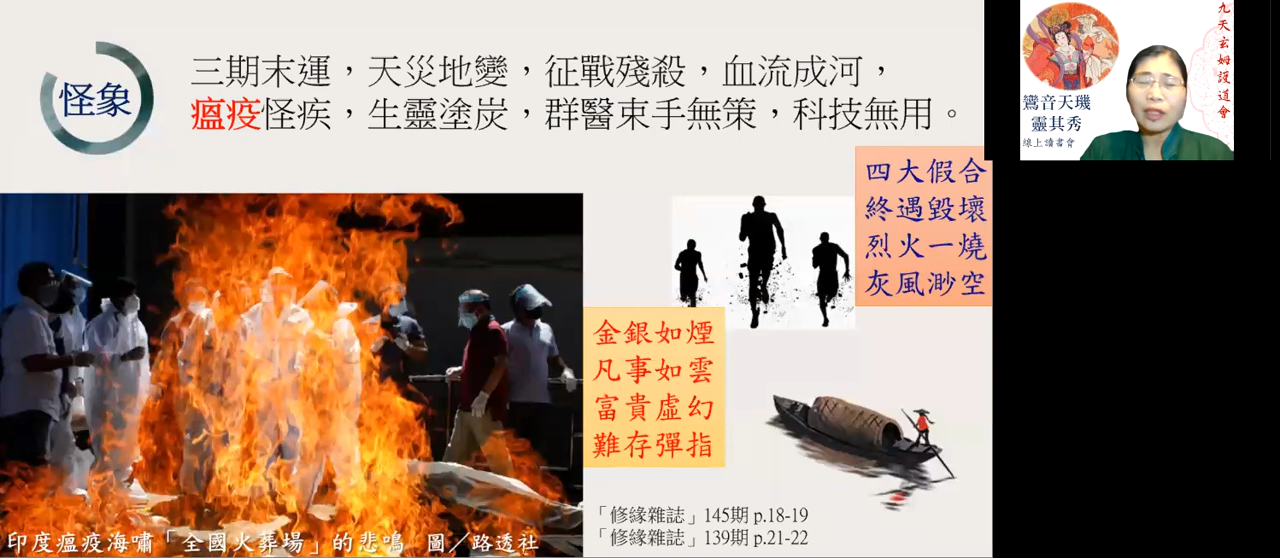 怪象
三期末運，天災地變，征戰殘殺，血流成河，
瘟疫怪疾，生靈塗炭，群醫束手無策，科技無用。
四大假合
終遇毀壞
烈火一燒
灰風渺空
金銀如煙
凡事如雲
富貴虛幻
難存彈指
印度瘟疫海嘯「全國火葬場」的悲鳴 圖／路透社
「修緣雜誌」145期 p.18-19
「修緣雜誌」139期 p.21-22
鸞音天璣
靈其秀
線上讀書會
九天玄姆護道會